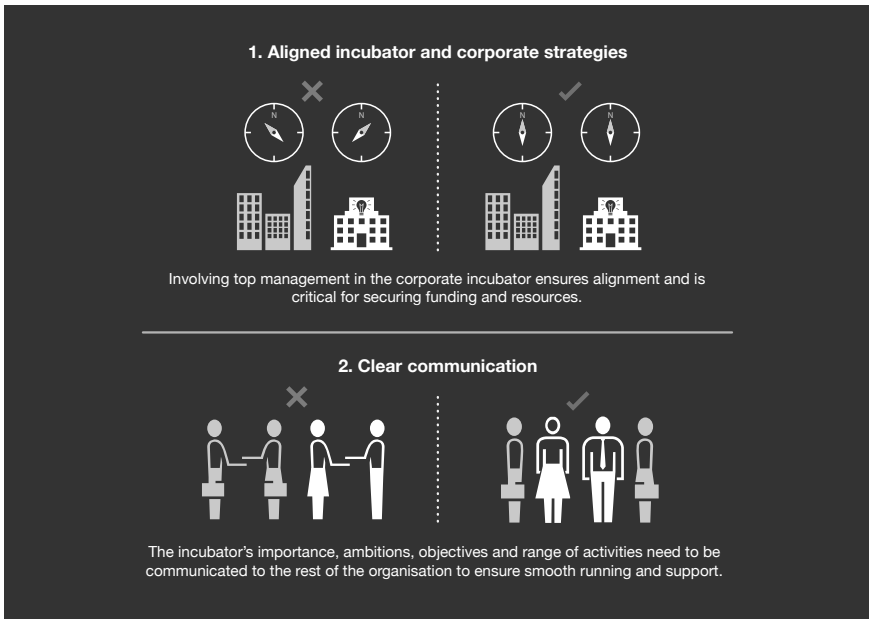 1. Aligned incubator and corporate strategies
N N N N
Involving top management in the corporate incubator ensures alignment and is
critical for securing funding and resources.
2. Clear communication
The incubator's importance, ambitions, objectives and range of activities need to be
communicated to the rest of the organisation to ensure smooth running and support.